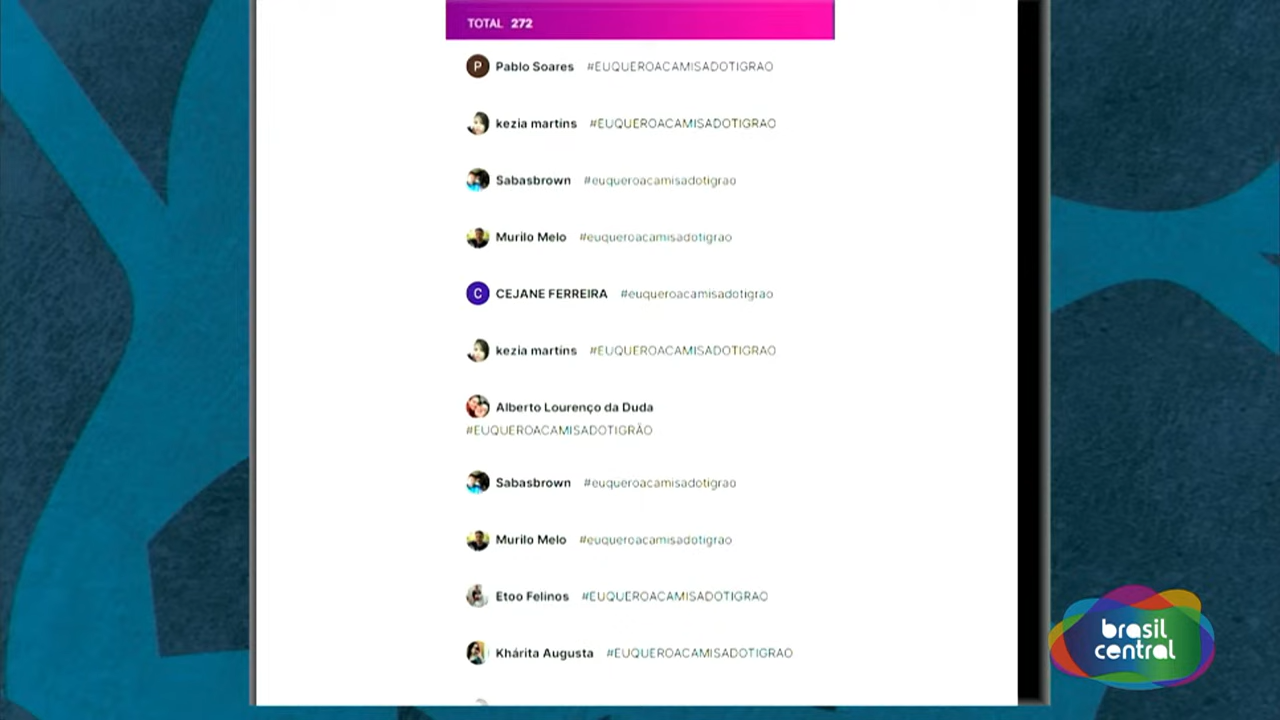 TOTAL 272
P Pablo Soares #EUQUEROACAMISADOTIGRAO
kezia martins #EUQUEROACAMISADOTIGRAO
Sabasbrown #euqueroacamisadotigrao
Murilo Melo #euqueroacamisadotigrao
C CEJANE FERREIRA #euqueroacamisadotigrao
kezia martins #EUQUEROACAMISADOTIGRAO
Alberto Lourenço da Duda
#EUQUEROACAMISADOTIGRÃO
Sabasbrown #euqueroacamisadotigrao
Murilo Melo #euqueroacamisadotigrao
Etoo Felinos #EUQUEROACAMISADOTIGRAO
Khárita Augusta #EUQUEROACAMISADOTIGRAO
brasil
central